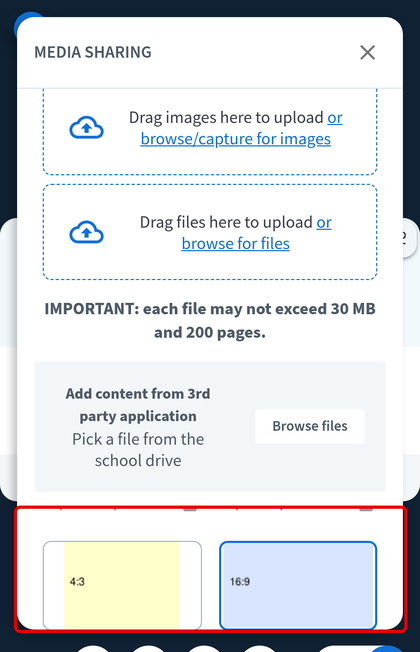 MEDIA SHARING
Drag images here to upload or
browse/capture for images
Drag files here to upload or
browse for files
IMPORTANT: each file may not exceed 30 MB
and 200 pages.
Add content from 3rd
party application
Pick a file from the
school drive
Browse files
4:3
16:9